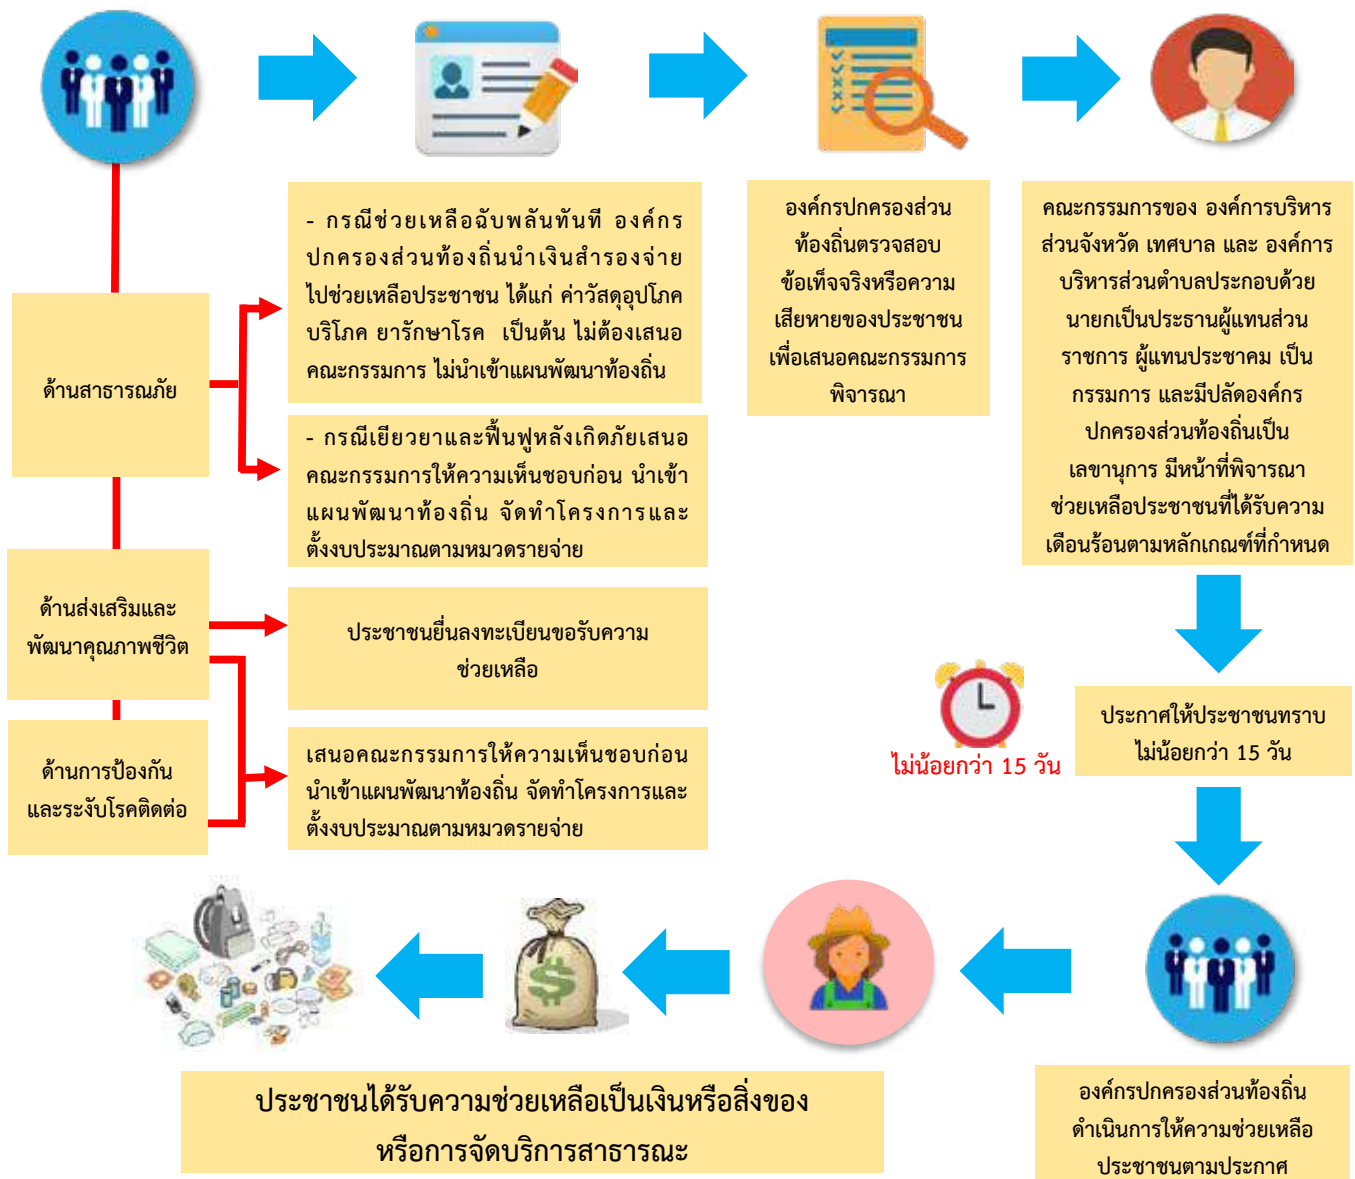 - กรณีช่วยเหลือฉับพลันทันที องค์กร
ปกครองส่วนท้องถิ่นนำเงินสำรองจ่าย
ไปช่วยเหลือประชาชน ได้แก่ ค่าวัสดุอุปโภค
บริโภค ยารักษาโรค เป็นต้น ไม่ต้องเสนอ
คณะกรรมการ ไม่นำเข้าแผนพัฒนาท้องถิ่น
องค์กรปกครองส่วน
ท้องถิ่นตรวจสอบ
ข้อเท็จจริงหรือความ
เสียหายของประชาชน
เพื่อเสนอคณะกรรมการ
พิจารณา
คณะกรรมการของ องค์การบริหาร
ส่วนจังหวัด เทศบาล และ องค์การ
บริหารส่วนตำบลประกอบด้วย
นายกเป็นประธานผู้แทนส่วน
ราชการ ผู้แทนประชาคม เป็น
กรรมการ และมีปลัดองค์กร
ปกครองส่วนท้องถิ่นเป็น
เลขานุการ มีหน้าที่พิจารณา
ช่วยเหลือประชาชนที่ได้รับความ
เดือนร้อนตามหลักเกณฑ์ที่กำหนด
ด้านสาธารณภัย
- กรณีเยียวยาและฟื้นฟูหลังเกิดภัยเสนอ
คณะกรรมการให้ความเห็นชอบก่อน นำเข้า
แผนพัฒนาท้องถิ่น จัดทำโครงการและ
ตั้งงบประมาณตามหมวดรายจ่าย
ด้านส่งเสริมและ
พัฒนาคุณภาพชีวิต
ประชาชนยื่นลงทะเบียนขอรับความ
ช่วยเหลือ
ด้านการป้องกัน
และระงับโรคติดต่อ
เสนอคณะกรรมการให้ความเห็นชอบก่อน
นำเข้าแผนพัฒนาท้องถิ่น จัดทำโครงการและ
ตั้งงบประมาณตามหมวดรายจ่าย
ไม่น้อยกว่า 15 วัน
ประกาศให้ประชาชนทราบ
ไม่น้อยกว่า 15 วัน
องค์กรปกครองส่วนท้องถิ่น
ดำเนินการให้ความช่วยเหลือ
ประชาชนตามประกาศ
ประชาชนได้รับความช่วยเหลือเป็นเงินหรือสิ่งของ
หรือการจัดบริการสาธารณะ